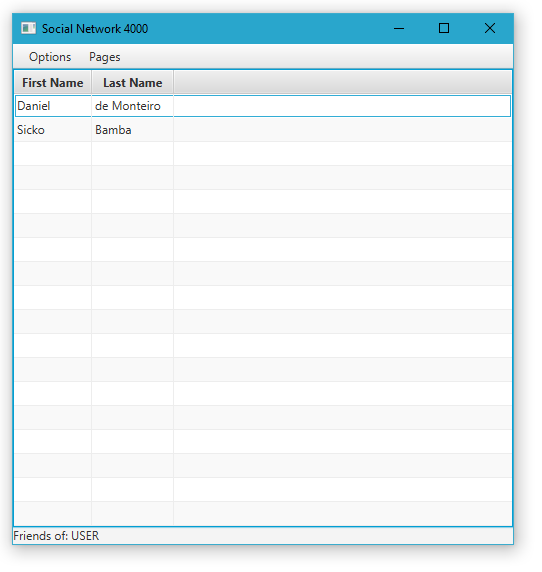 Social Network 4000
Options Pages
First Name Last Name
Daniel de Monteiro
Sicko Bamba
Friends of: USER